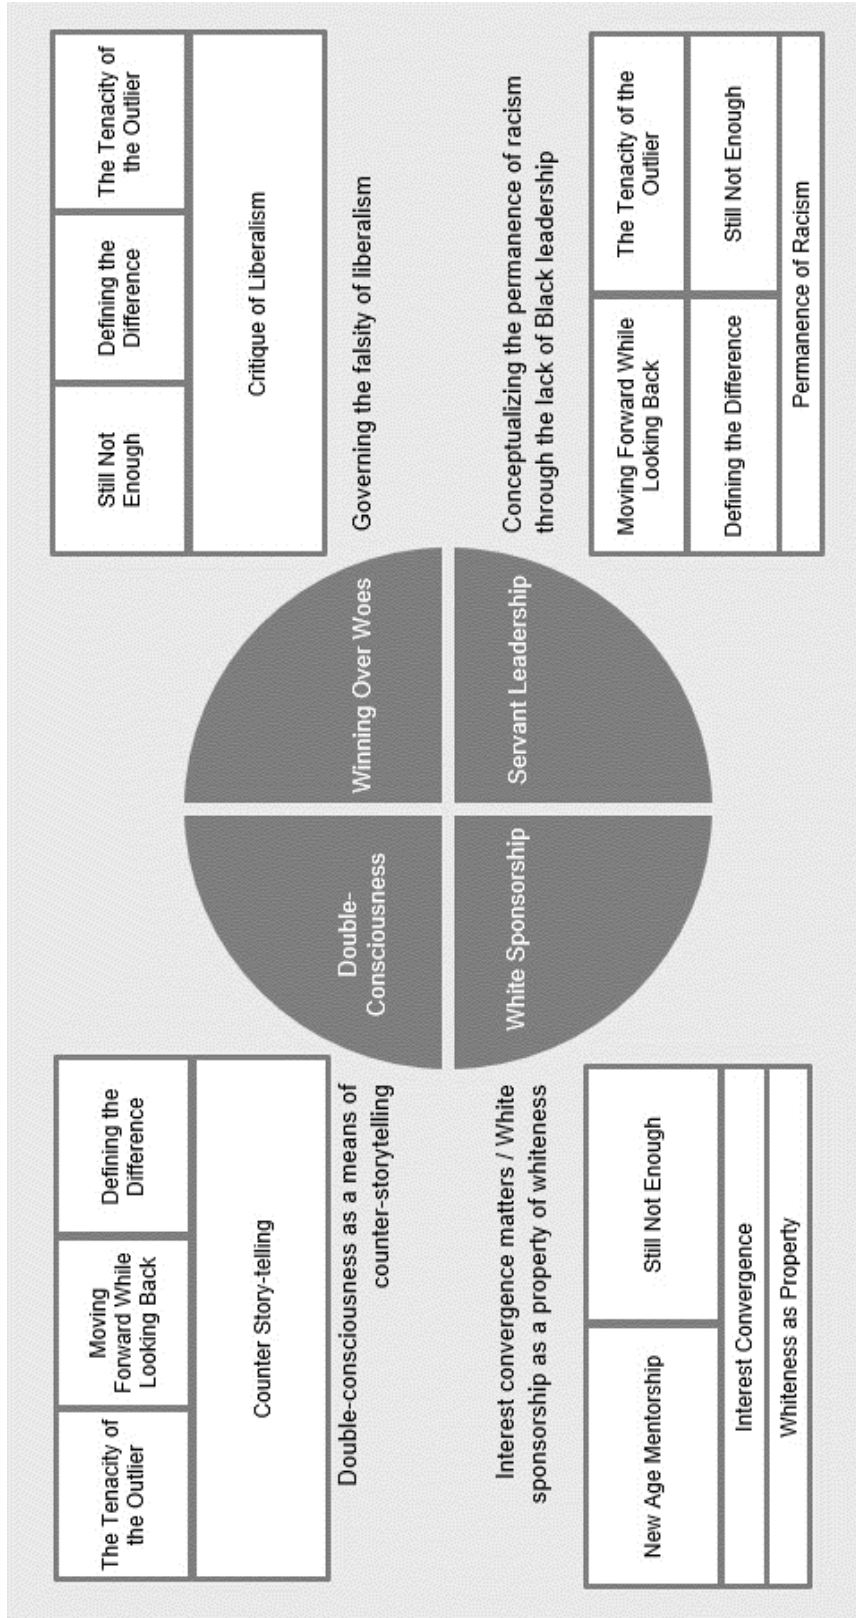 The Tenacity of
the Outlier
Moving
Forward While
Looking Back
Defining the
Difference
Counter Story-telling
Double-consciousness as a means of
counter-storytelling
Still Not
Enough
Defining the
Difference
The Tenacity of
the Outlier
Critique of Liberalism
Governing the falsity of liberalism
Double-
Consciousness
Winning Over Woes
White Sponsorship
Servant Leadership
Interest convergence matters / White
sponsorship as a property of whiteness
New Age Mentorship
Still Not Enough
Interest Convergence
Whiteness as Property
Conceptualizing the permanence of racism
through the lack of Black leadership
Moving Forward While
Looking Back
The Tenacity of the
Outlier
Defining the Difference
Still Not Enough
Permanence of Racism